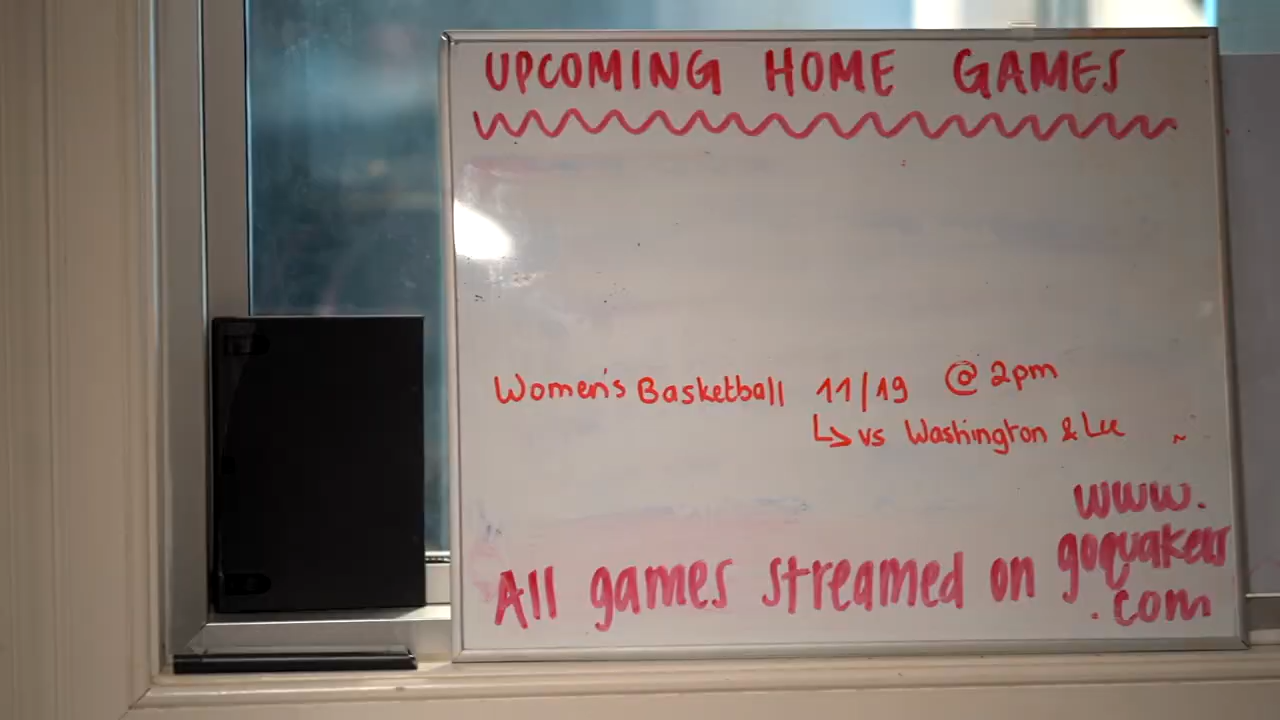 UPCOMING HOME GAMES
Women's Basketball 11/19 @ 2pm
↳ vs Washington & Lee
All games streamed on www.
goquakers
.com